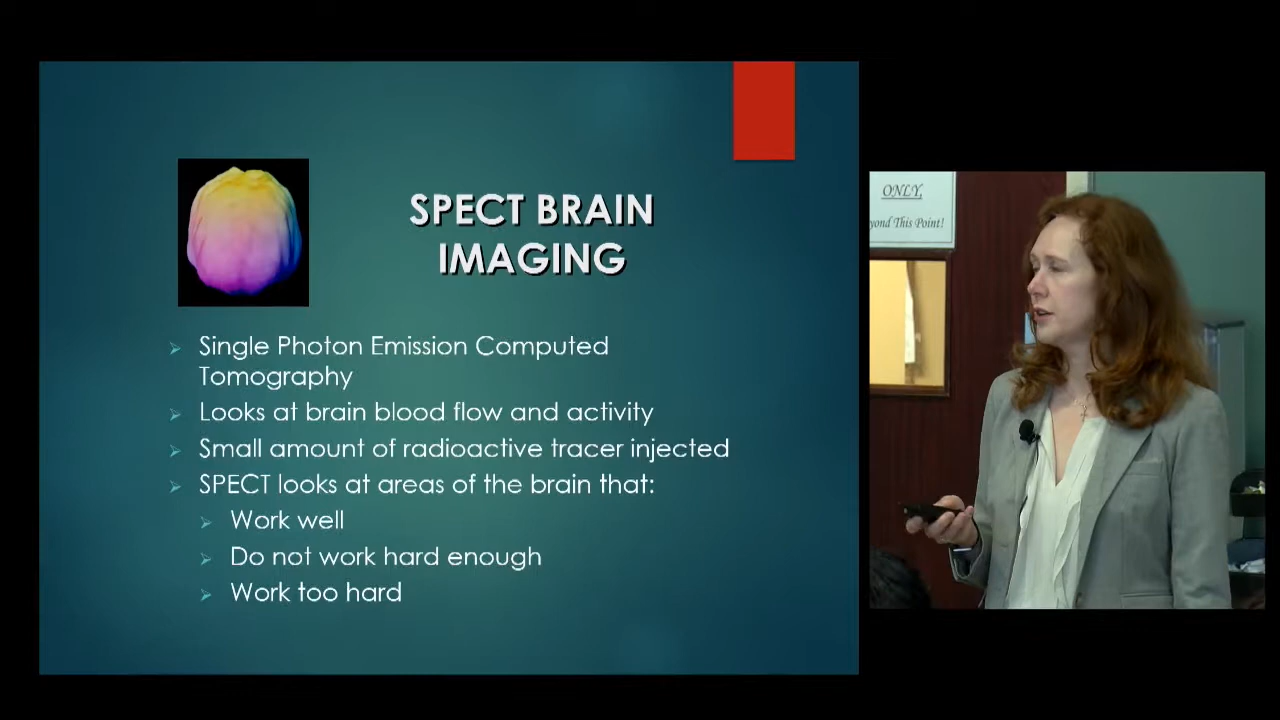 SPECT BRAIN
IMAGING
Single Photon Emission Computed
Tomography
Looks at brain blood flow and activity
Small amount of radioactive tracer injected
SPECT looks at areas of the brain that:
Work well
Do not work hard enough
Work too hard
ONLY,
This Point!